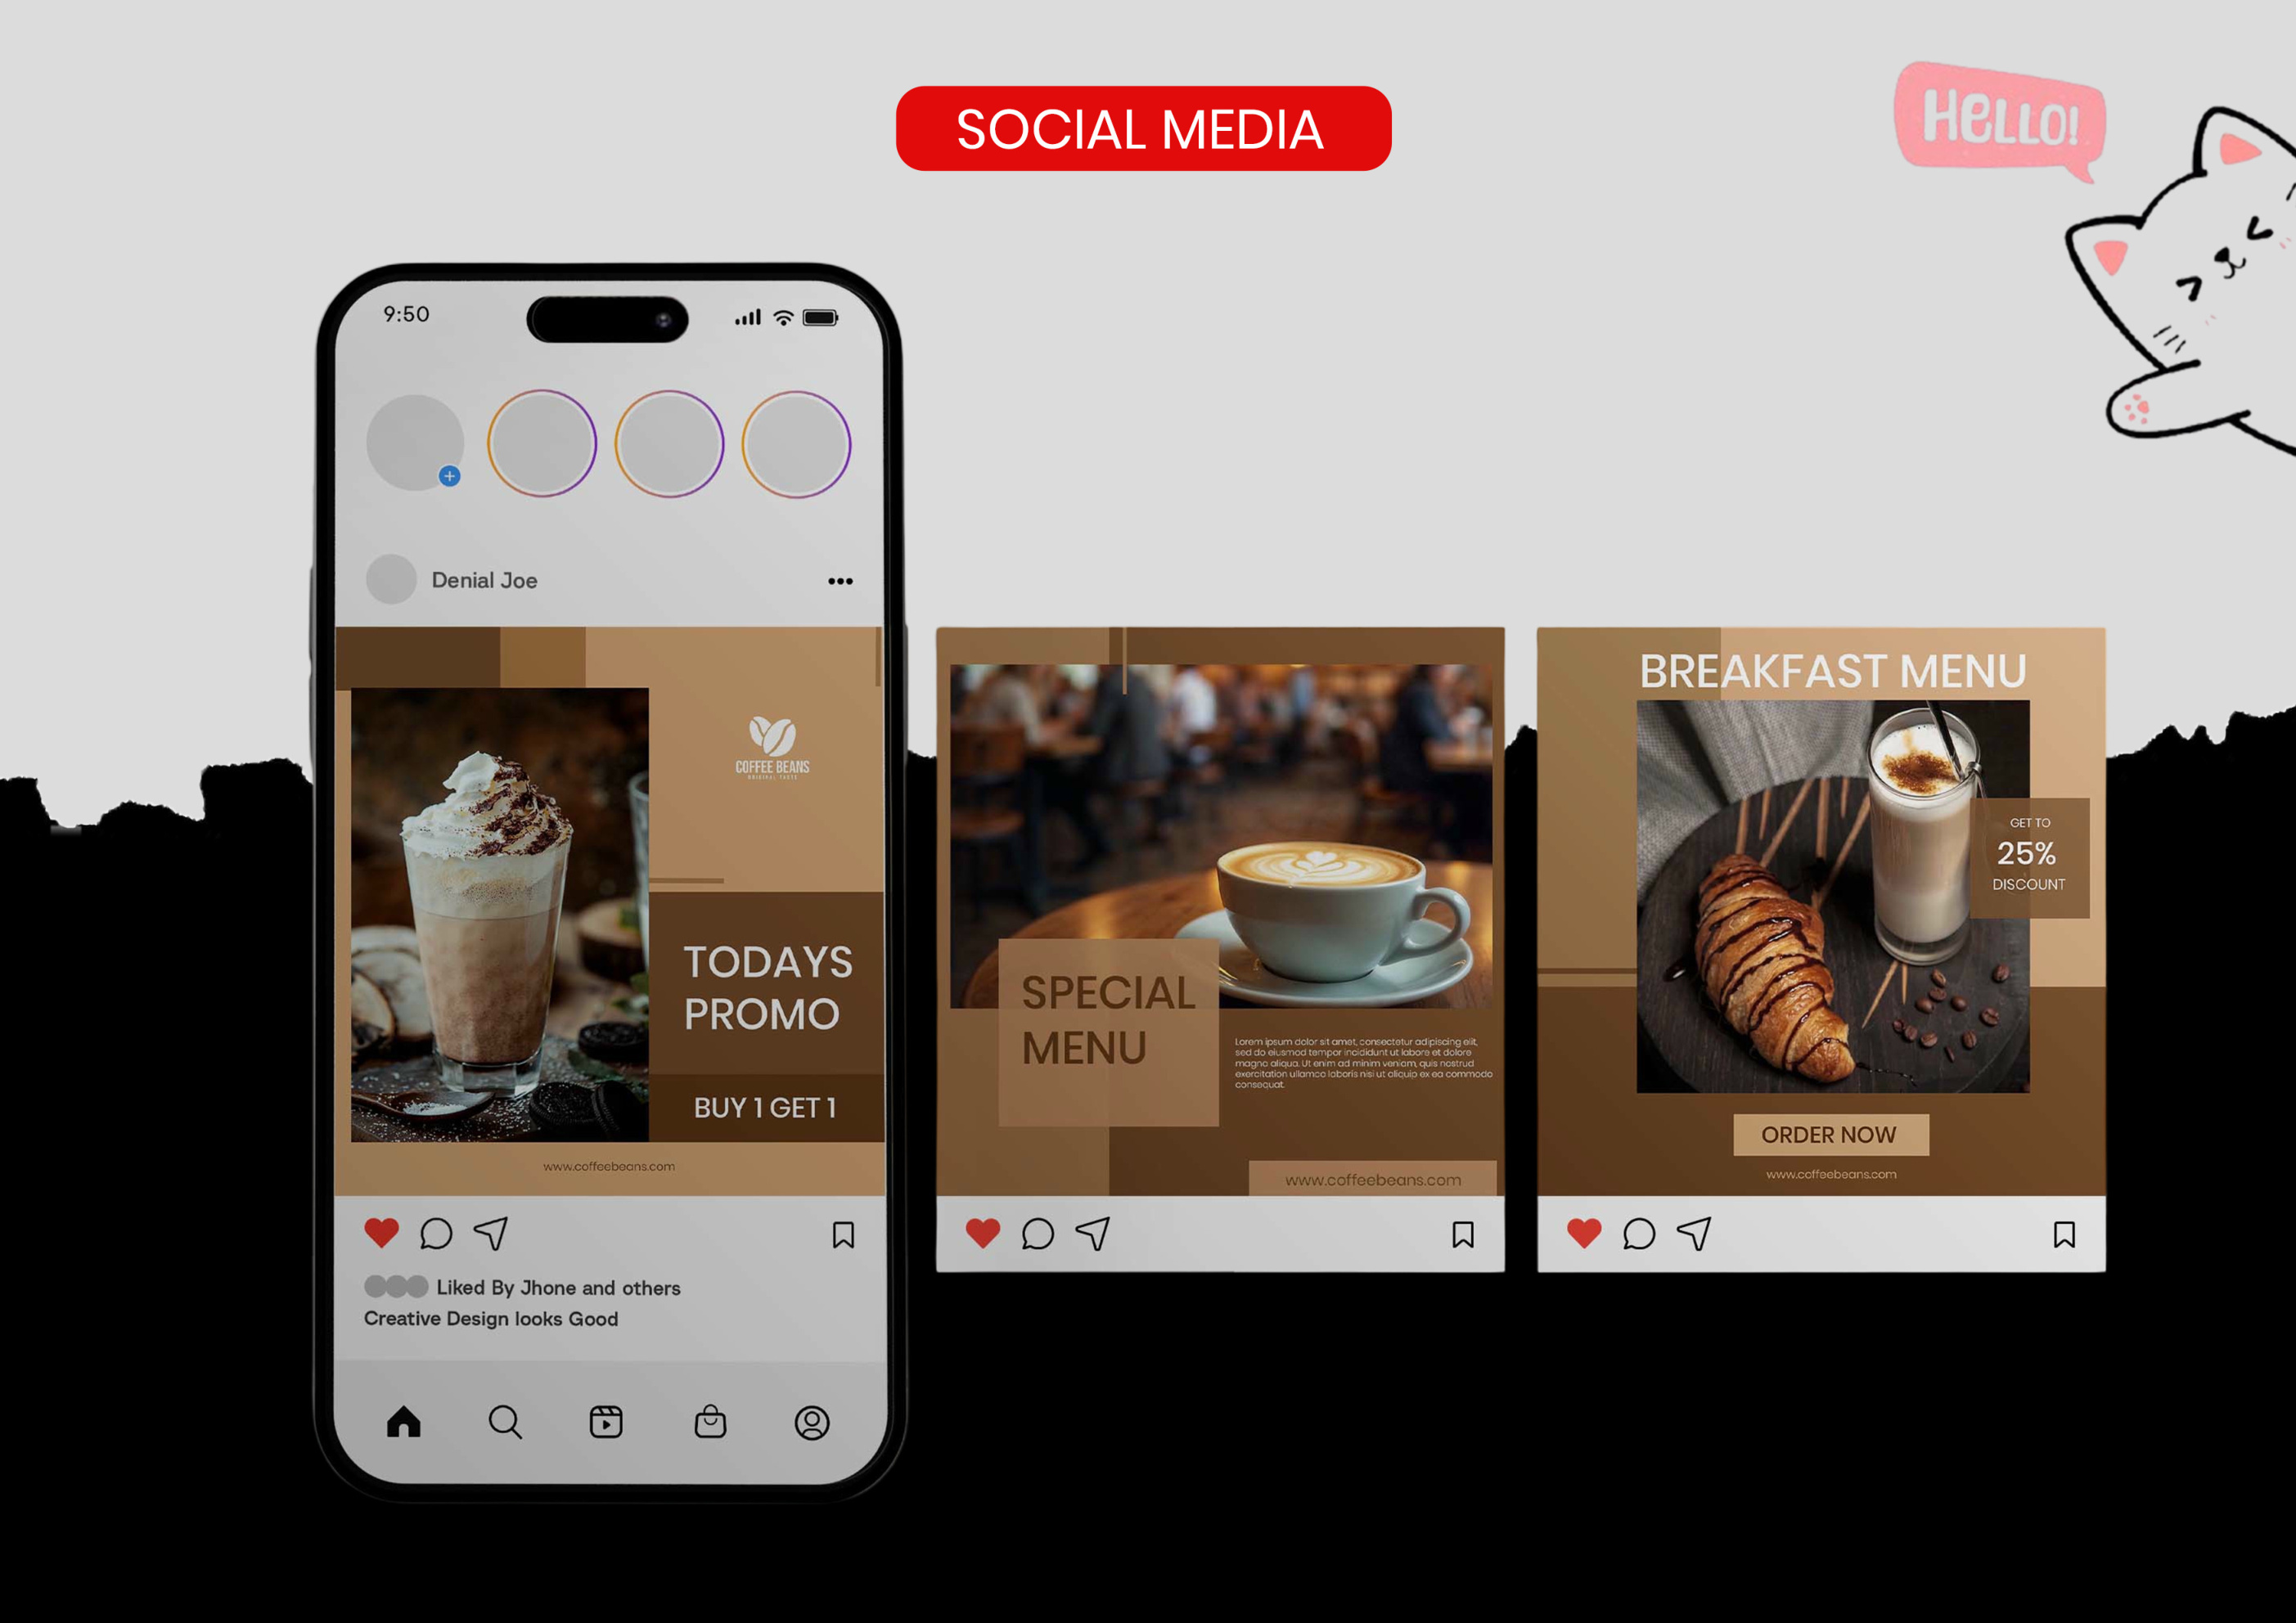 SOCIAL MEDIA
HELLO!
9:50
Denial Joe
COFFEE BEANS
ORIGINAL TASTE
TODAYS
PROMO
BUY 1 GET 1
www.coffeebeans.com
Liked By Jhone and others
Creative Design looks Good
SPECIAL
MENU
Lorem ipsum dolor sit amet, consectetur adipiscing elit,
sed do eiusmod tempor incididunt ut labore et dolore
magna aliqua. Ut enim ad minim veniam, quis nostrud
exercitation ullamco laboris nisi ut aliquip ex ea commodo
consequat.
www.coffeebeans.com
BREAKFAST MENU
GET TO
25%
DISCOUNT
ORDER NOW
www.coffeebeans.com